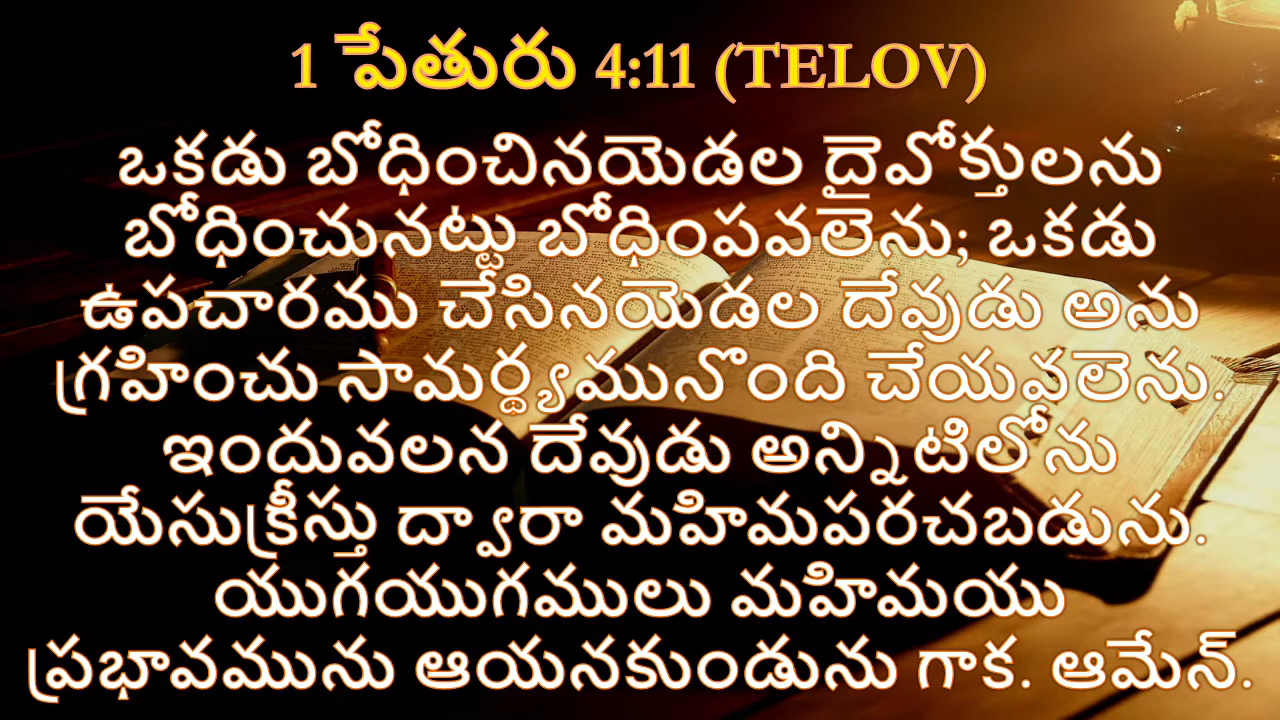 1 పేతురు 4:11 (TELOV)
ఒకడు బోధించినయెడల దైవోక్తులను
బోధించునట్టు బోధింపవలెను; ఒకడు
ఉపచారము చేసినయెడల దేవుడు అను
గ్రహించు సామర్థ్యమునొంది చేయవలెను.
ఇందువలన దేవుడు అన్నిటిలోను
యేసుక్రీస్తు ద్వారా మహిమపరచబడును.
యుగయుగములు మహిమయు
ప్రభావమును ఆయనకుండును గాక. ఆమేన్.